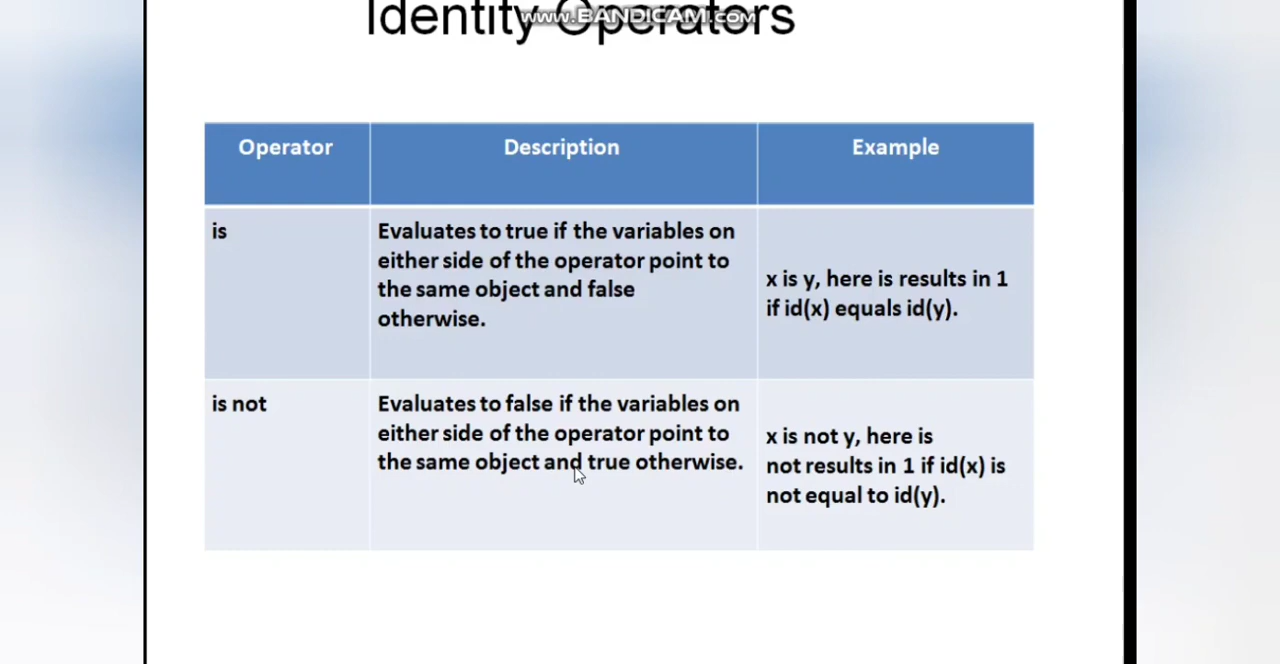 Identity Operators
www.BANDICAM.com
Operator Description Example
is
Evaluates to true if the variables on
either side of the operator point to
the same object and false
otherwise.
x is y, here is results in 1
if id(x) equals id(y).
is not
Evaluates to false if the variables on
either side of the operator point to
the same object and true otherwise.
x is not y, here is
not results in 1 if id(x) is
not equal to id(y).